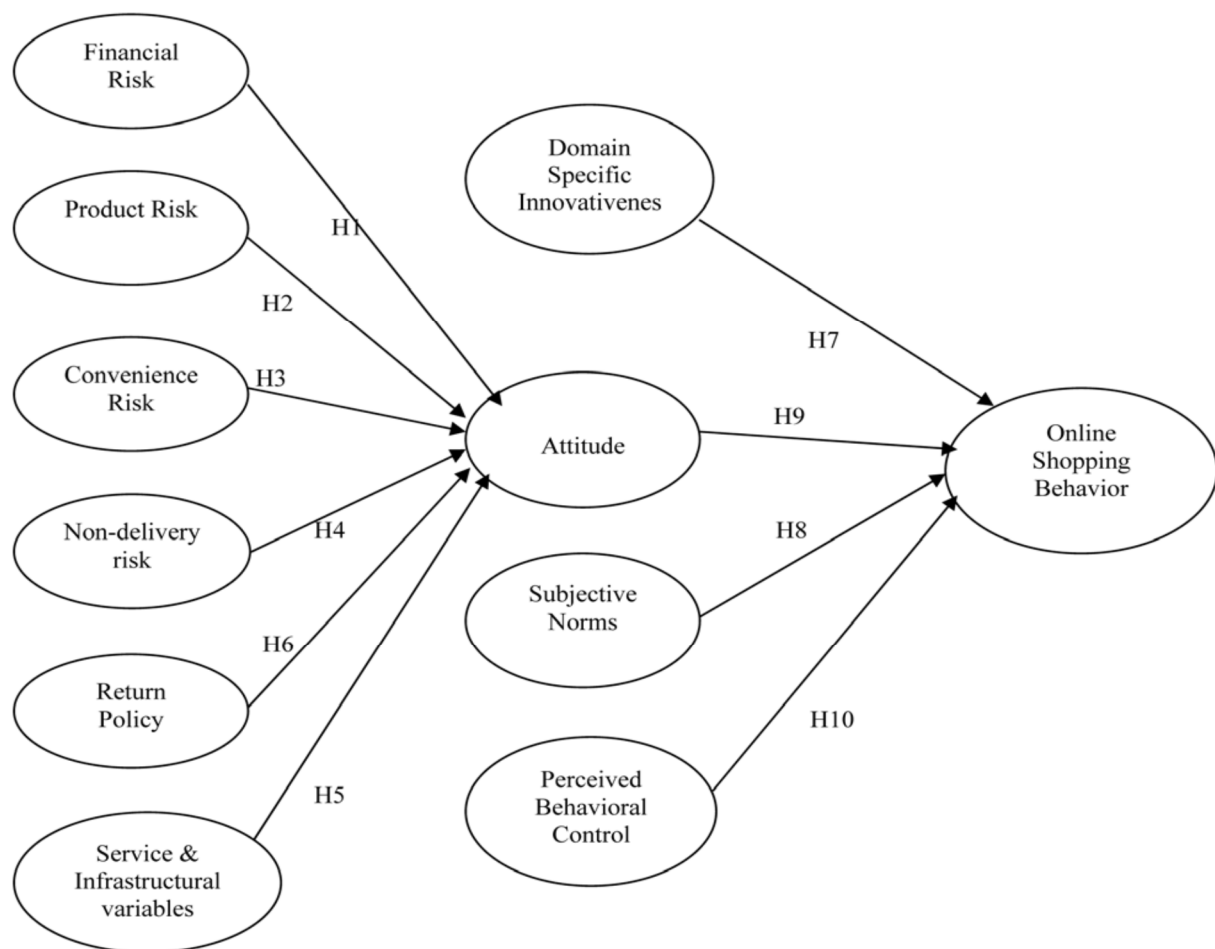 Financial
Risk
Product Risk
Convenience
Risk
Non-delivery
risk
Return
Policy
Service &
Infrastructural
variables
H1
H2
H3
H4
H6
H5
Domain
Specific
Innovativenes
Attitude
Subjective
Norms
Perceived
Behavioral
Control
H7
H9
H8
H10
Online
Shopping
Behavior